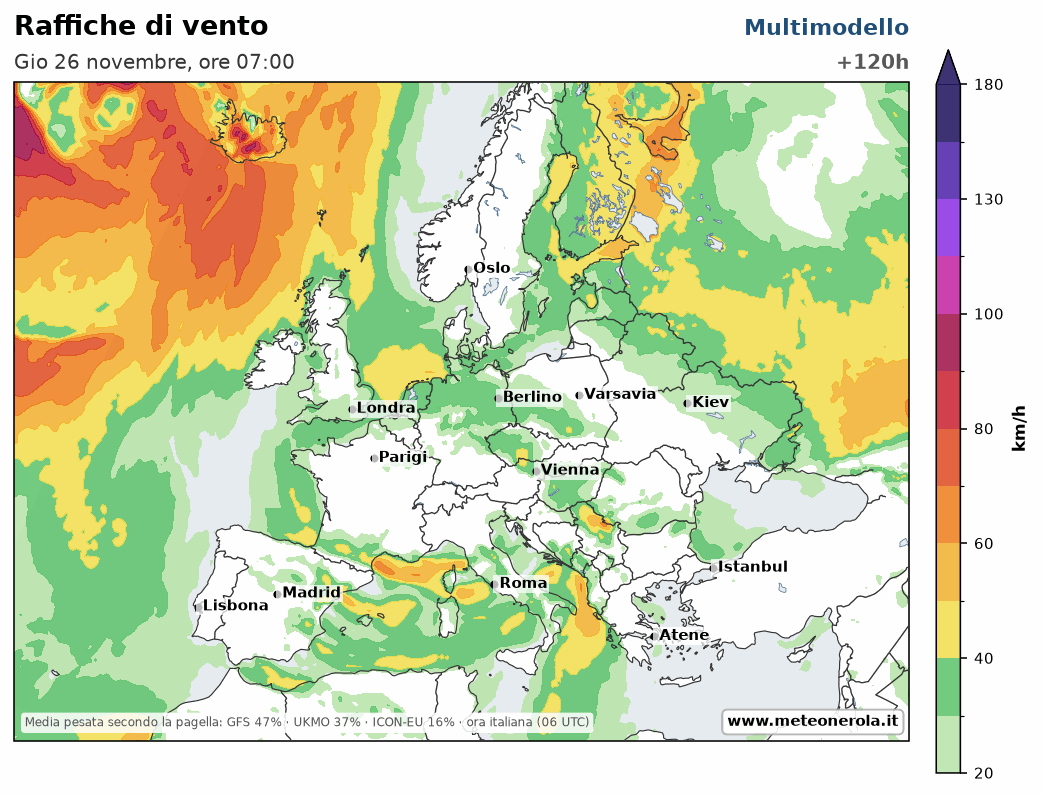 Raffiche di vento
Multimodello
Gio 26 novembre, ore 07:00
+120h
180
130
100
80
60
40
20
km/h
Oslo
Londra
Berlino
Varsavia
Kiev
Parigi
Vienna
Istanbul
Roma
Madrid
Lisbona
Atene
Media pesata secondo la pagella: GFS 47% · UKMO 37% · ICON-EU 16% · ora italiana (06 UTC)
www.meteonerola.it